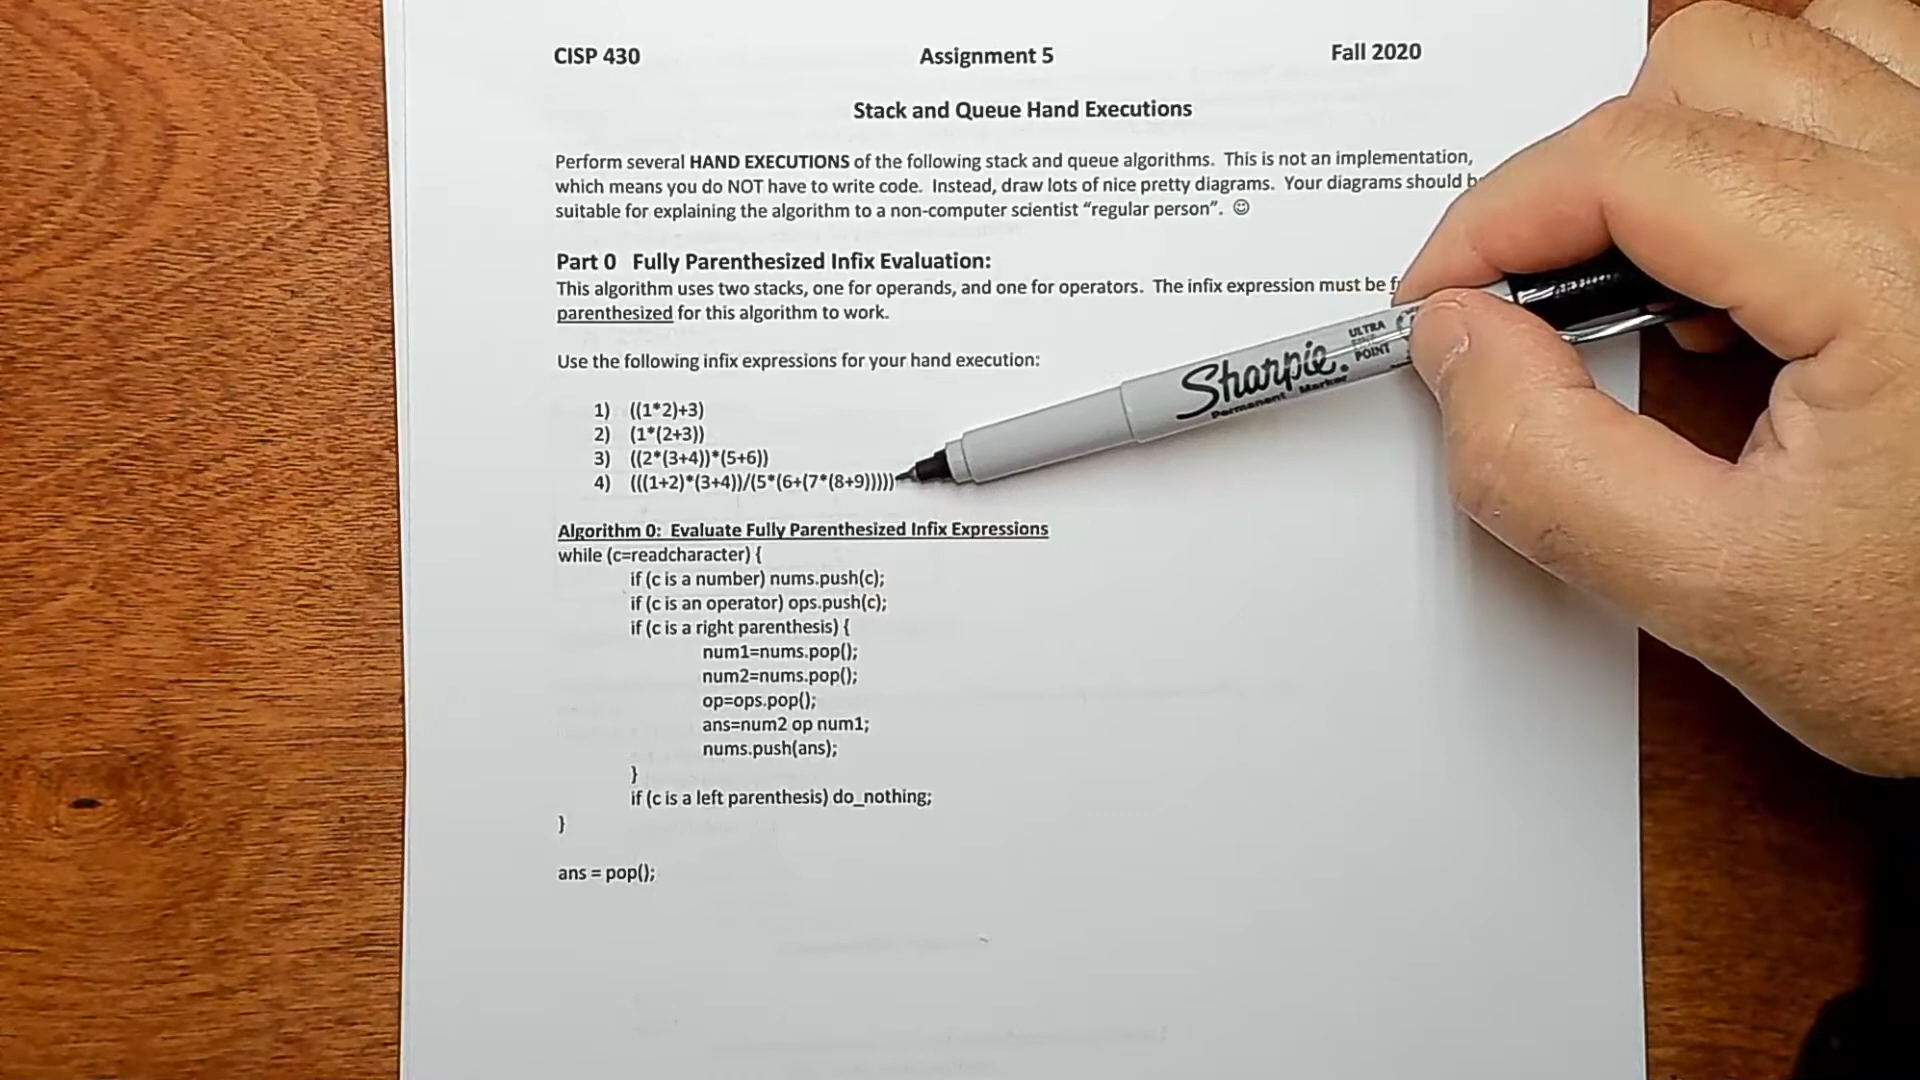 CISP 430 Assignment 5 Fall 2020
Stack and Queue Hand Executions
Perform several HAND EXECUTIONS of the following stack and queue algorithms. This is not an implementation,
which means you do NOT have to write code. Instead, draw lots of nice pretty diagrams. Your diagrams should
suitable for explaining the algorithm to a non-computer scientist “regular person”. ☺
Part 0 Fully Parenthesized Infix Evaluation:
This algorithm uses two stacks, one for operands, and one for operators. The infix expression must be
parenthesized for this algorithm to work.
Use the following infix expressions for your hand execution:
1) ((1*2)+3)
2) (1*(2+3))
3) ((2*(3+4))*(5+6))
4) (((1+2)*(3+4))/(5*(6+(7*(8+9)))))
Algorithm 0: Evaluate Fully Parenthesized Infix Expressions
while (c=readcharacter) {
if (c is a number) nums.push(c);
if (c is an operator) ops.push(c);
if (c is a right parenthesis) {
num1=nums.pop();
num2=nums.pop();
op=ops.pop();
ans=num2 op num1;
nums.push(ans);
}
if (c is a left parenthesis) do_nothing;
}
ans = pop();
Sharpie.
Permanent Marker
ULTRA
FINE
POINT